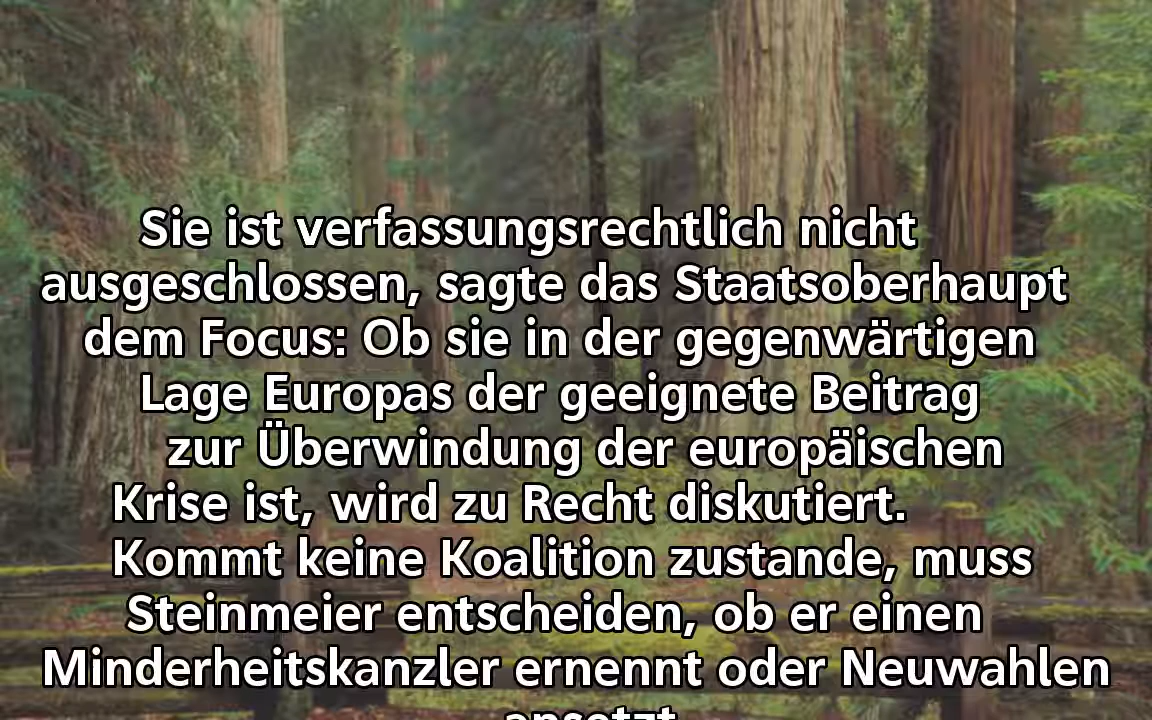 Sie ist verfassungsrechtlich nicht
ausgeschlossen, sagte das Staatsoberhaupt
dem Focus: Ob sie in der gegenwärtigen
Lage Europas der geeignete Beitrag
zur Überwindung der europäischen
Krise ist, wird zu Recht diskutiert.
Kommt keine Koalition zustande, muss
Steinmeier entscheiden, ob er einen
Minderheitskanzler ernennt oder Neuwahlen